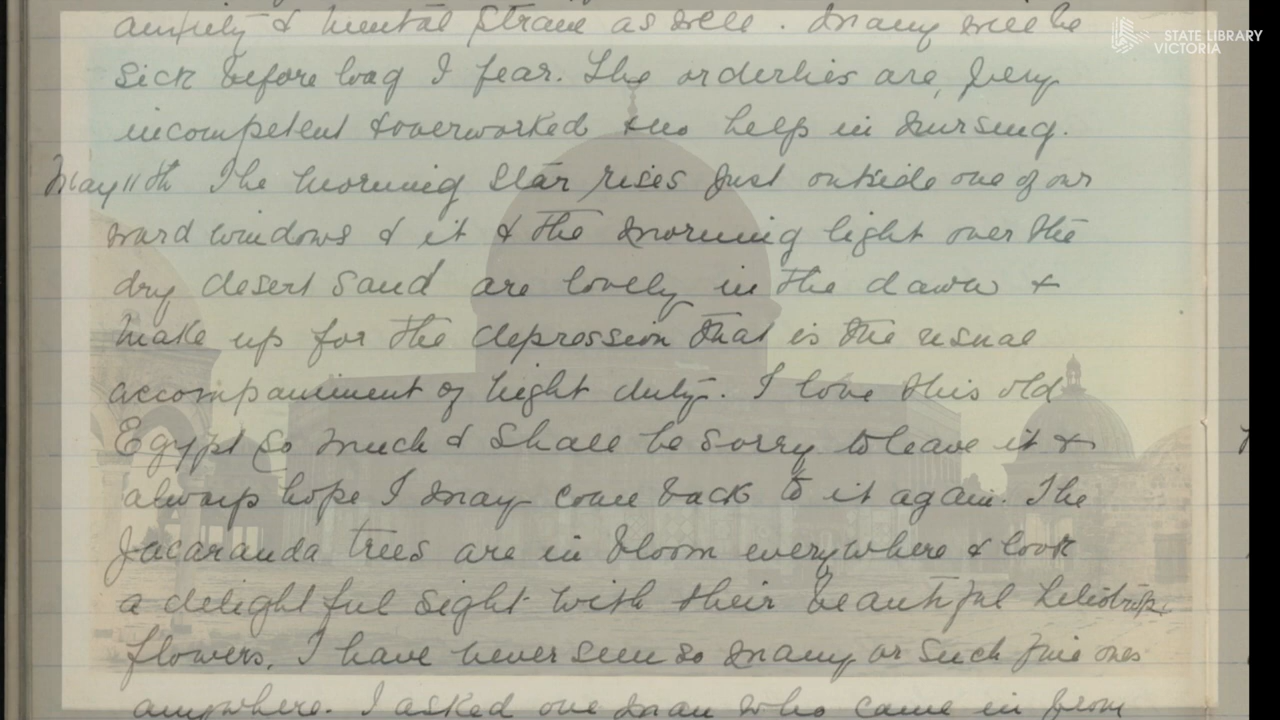 anxiety & mental strain as well. Many will be
sick before long I fear. The orderlies are very
incompetent & overworked & no help in nursing.
May 11th The morning star rises just outside one of our
ward windows & it & the morning light over the
dry desert sand are lovely in the dawn &
make up for the depression that is the usual
accompaniment of night duty. I love this old
Egypt so much & shall be sorry to leave it &
always hope I may come back to it again. The
Jacaranda trees are in bloom everywhere & look
a delightful sight with their beautiful heliotrope
flowers. I have never seen so many or such fine ones
anywhere. I asked one man who came in from
STATE LIBRARY
VICTORIA